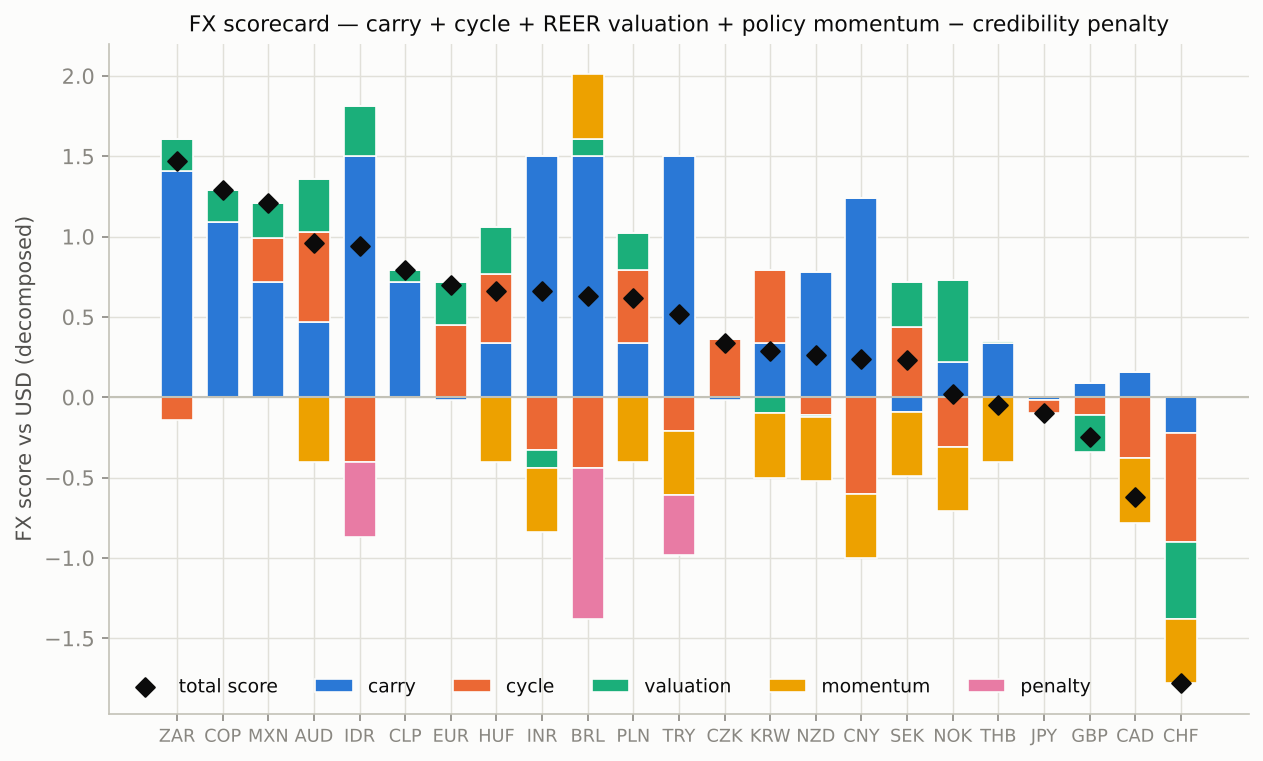 FX scorecard — carry + cycle + REER valuation + policy momentum − credibility penalty
FX score vs USD (decomposed)
2.0
1.5
1.0
0.5
0.0
−0.5
−1.0
−1.5
total score carry cycle valuation momentum penalty
ZAR COP MXN AUD IDR CLP EUR HUF INR BRL PLN TRY CZK KRW NZD CNY SEK NOK THB JPY GBP CAD CHF